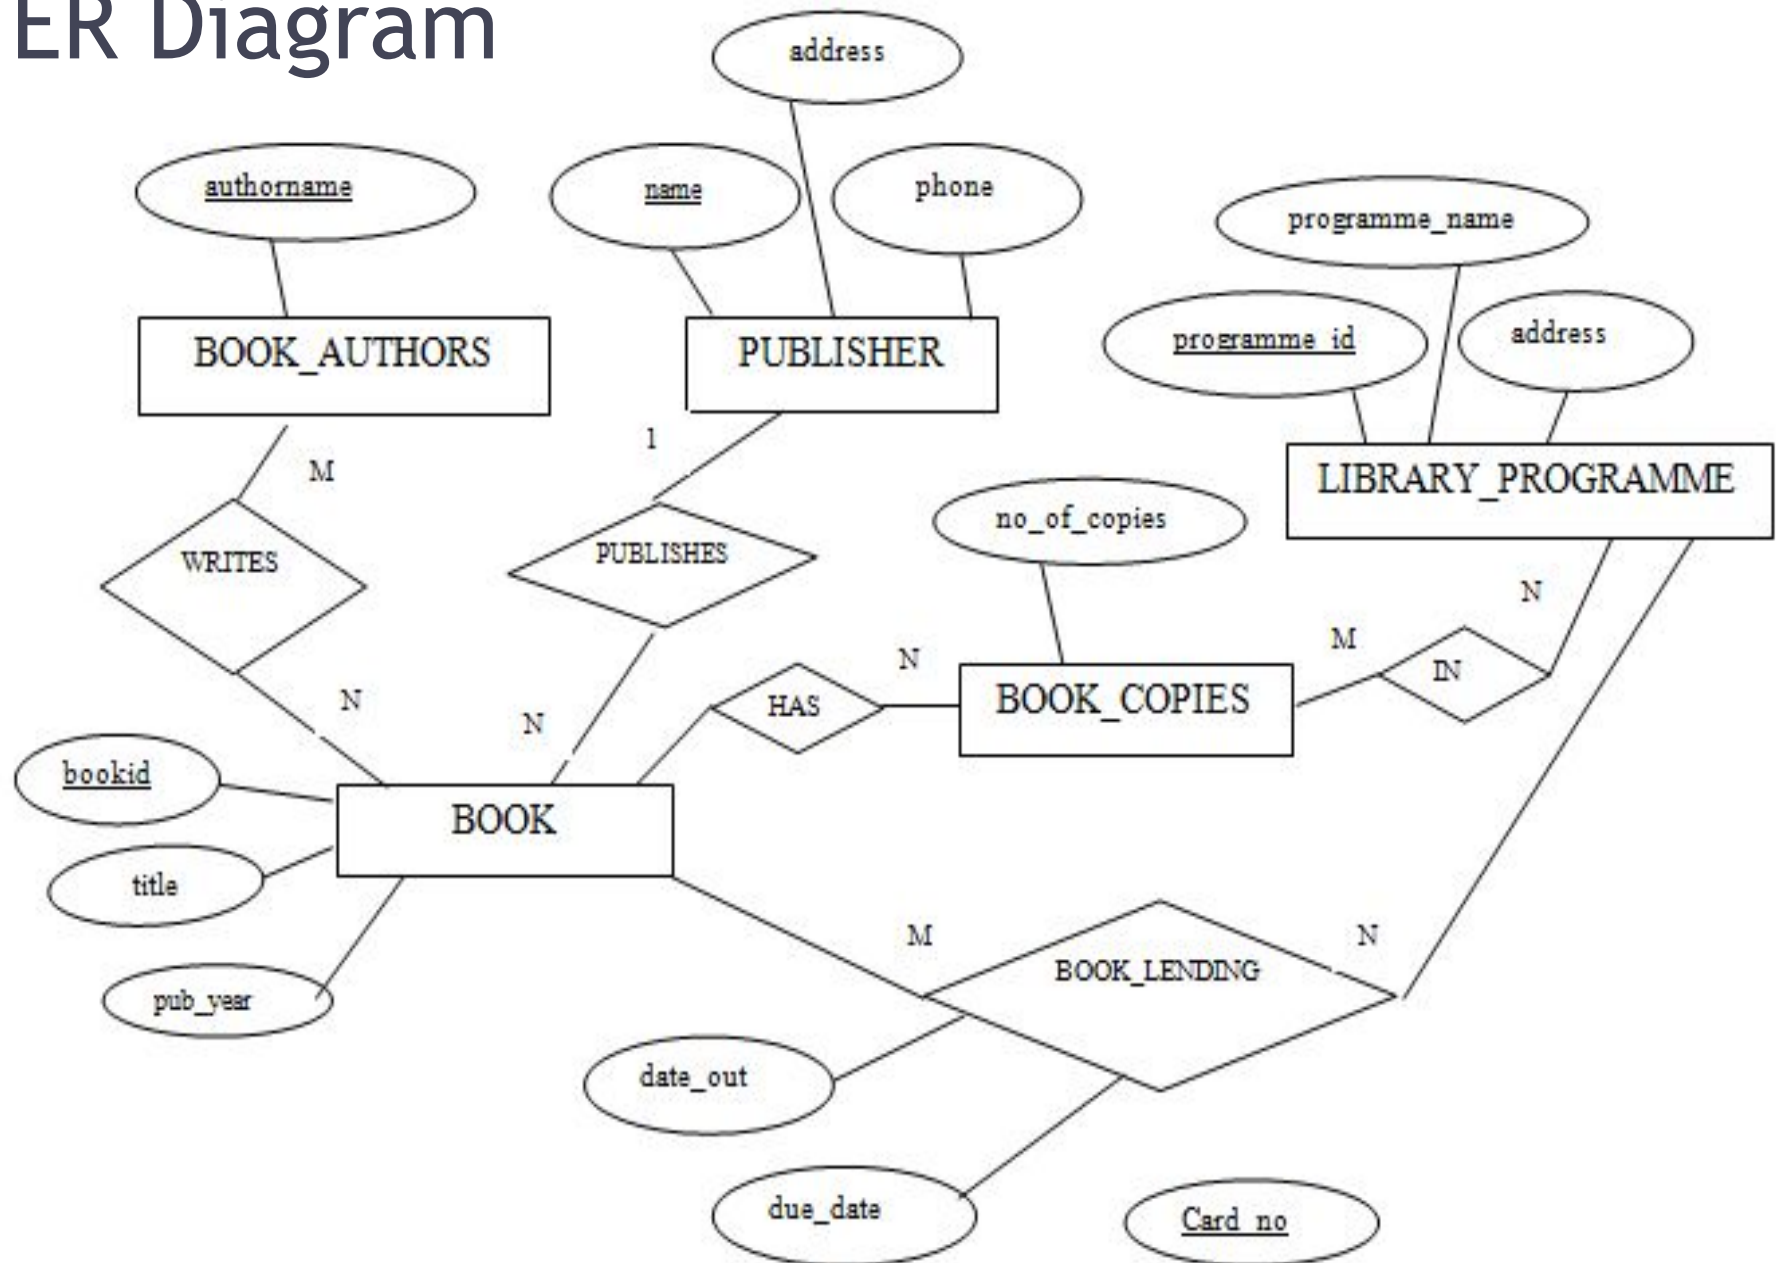 ER Diagram
address
authorname
name
phone
programme_name
programme_id
address
BOOK_AUTHORS
PUBLISHER
LIBRARY_PROGRAMME
1
M
no_of_copies
WRITES
PUBLISHES
N
M
IN
N
HAS
BOOK_COPIES
N
N
bookid
BOOK
title
M
N
BOOK_LENDING
pub_year
date_out
due_date
Card_no